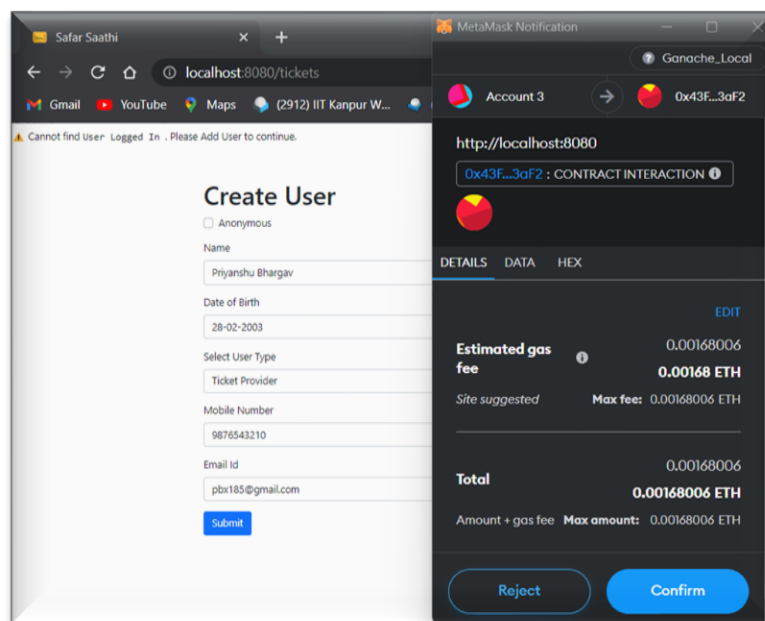 Safar Saathi
localhost:8080/tickets
Gmail YouTube Maps (2912) IIT Kanpur W...
Cannot find User Logged In . Please Add User to continue.
Create User
Anonymous
Name
Priyanshu Bhargav
Date of Birth
28-02-2003
Select User Type
Ticket Provider
Mobile Number
9876543210
Email Id
pbx185@gmail.com
Submit
MetaMask Notification
Ganache_Local
Account 3 0x43F...3aF2
http://localhost:8080
0x43F...3aF2 : CONTRACT INTERACTION
DETAILS DATA HEX
EDIT
Estimated gas fee 0.00168006
0.00168 ETH
Site suggested Max fee: 0.00168006 ETH
Total 0.00168006
0.00168006 ETH
Amount + gas fee Max amount: 0.00168006 ETH
Reject Confirm